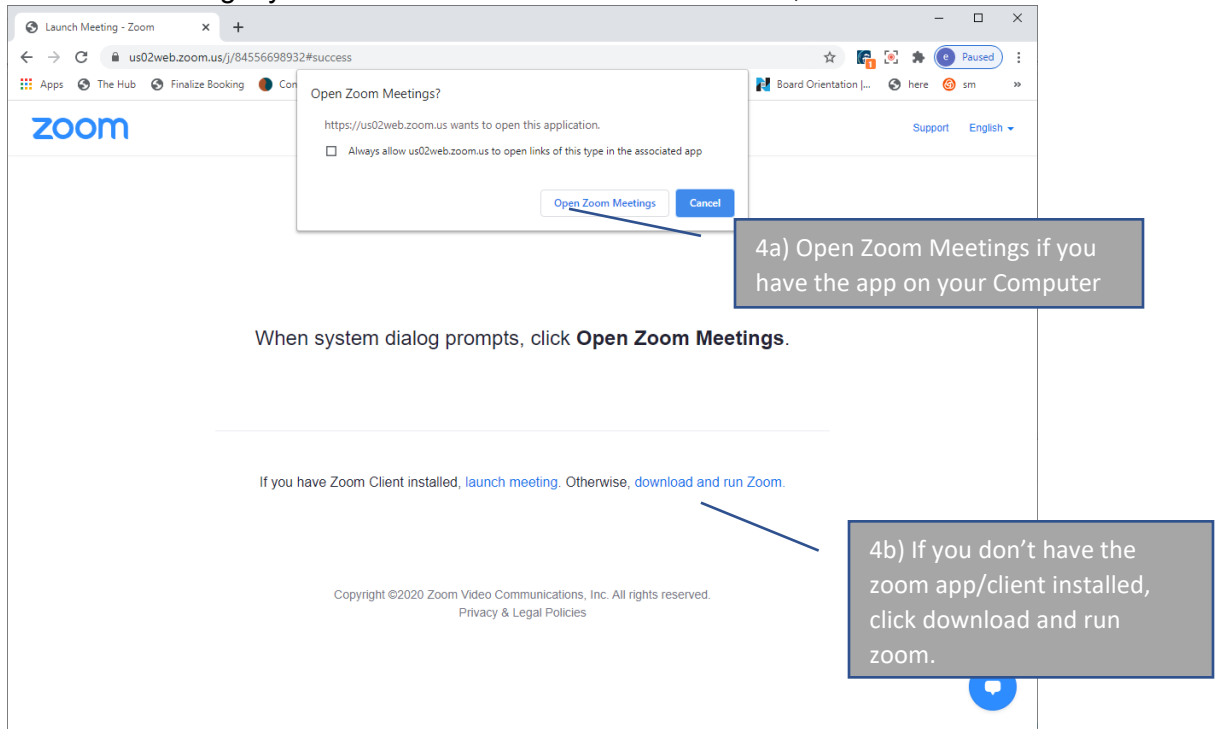 Launch Meeting - Zoom
us02web.zoom.us/j/84556698932#success
Paused
Apps The Hub Finalize Booking Con
Board Orientation |... here sm »
Open Zoom Meetings?
https://us02web.zoom.us wants to open this application.
Always allow us02web.zoom.us to open links of this type in the associated app
Open Zoom Meetings Cancel
zoom
Support English
4a) Open Zoom Meetings if you
have the app on your Computer
When system dialog prompts, click Open Zoom Meetings.
If you have Zoom Client installed, launch meeting. Otherwise, download and run Zoom.
4b) If you don’t have the
zoom app/client installed,
click download and run
zoom.
Copyright ©2020 Zoom Video Communications, Inc. All rights reserved.
Privacy & Legal Policies